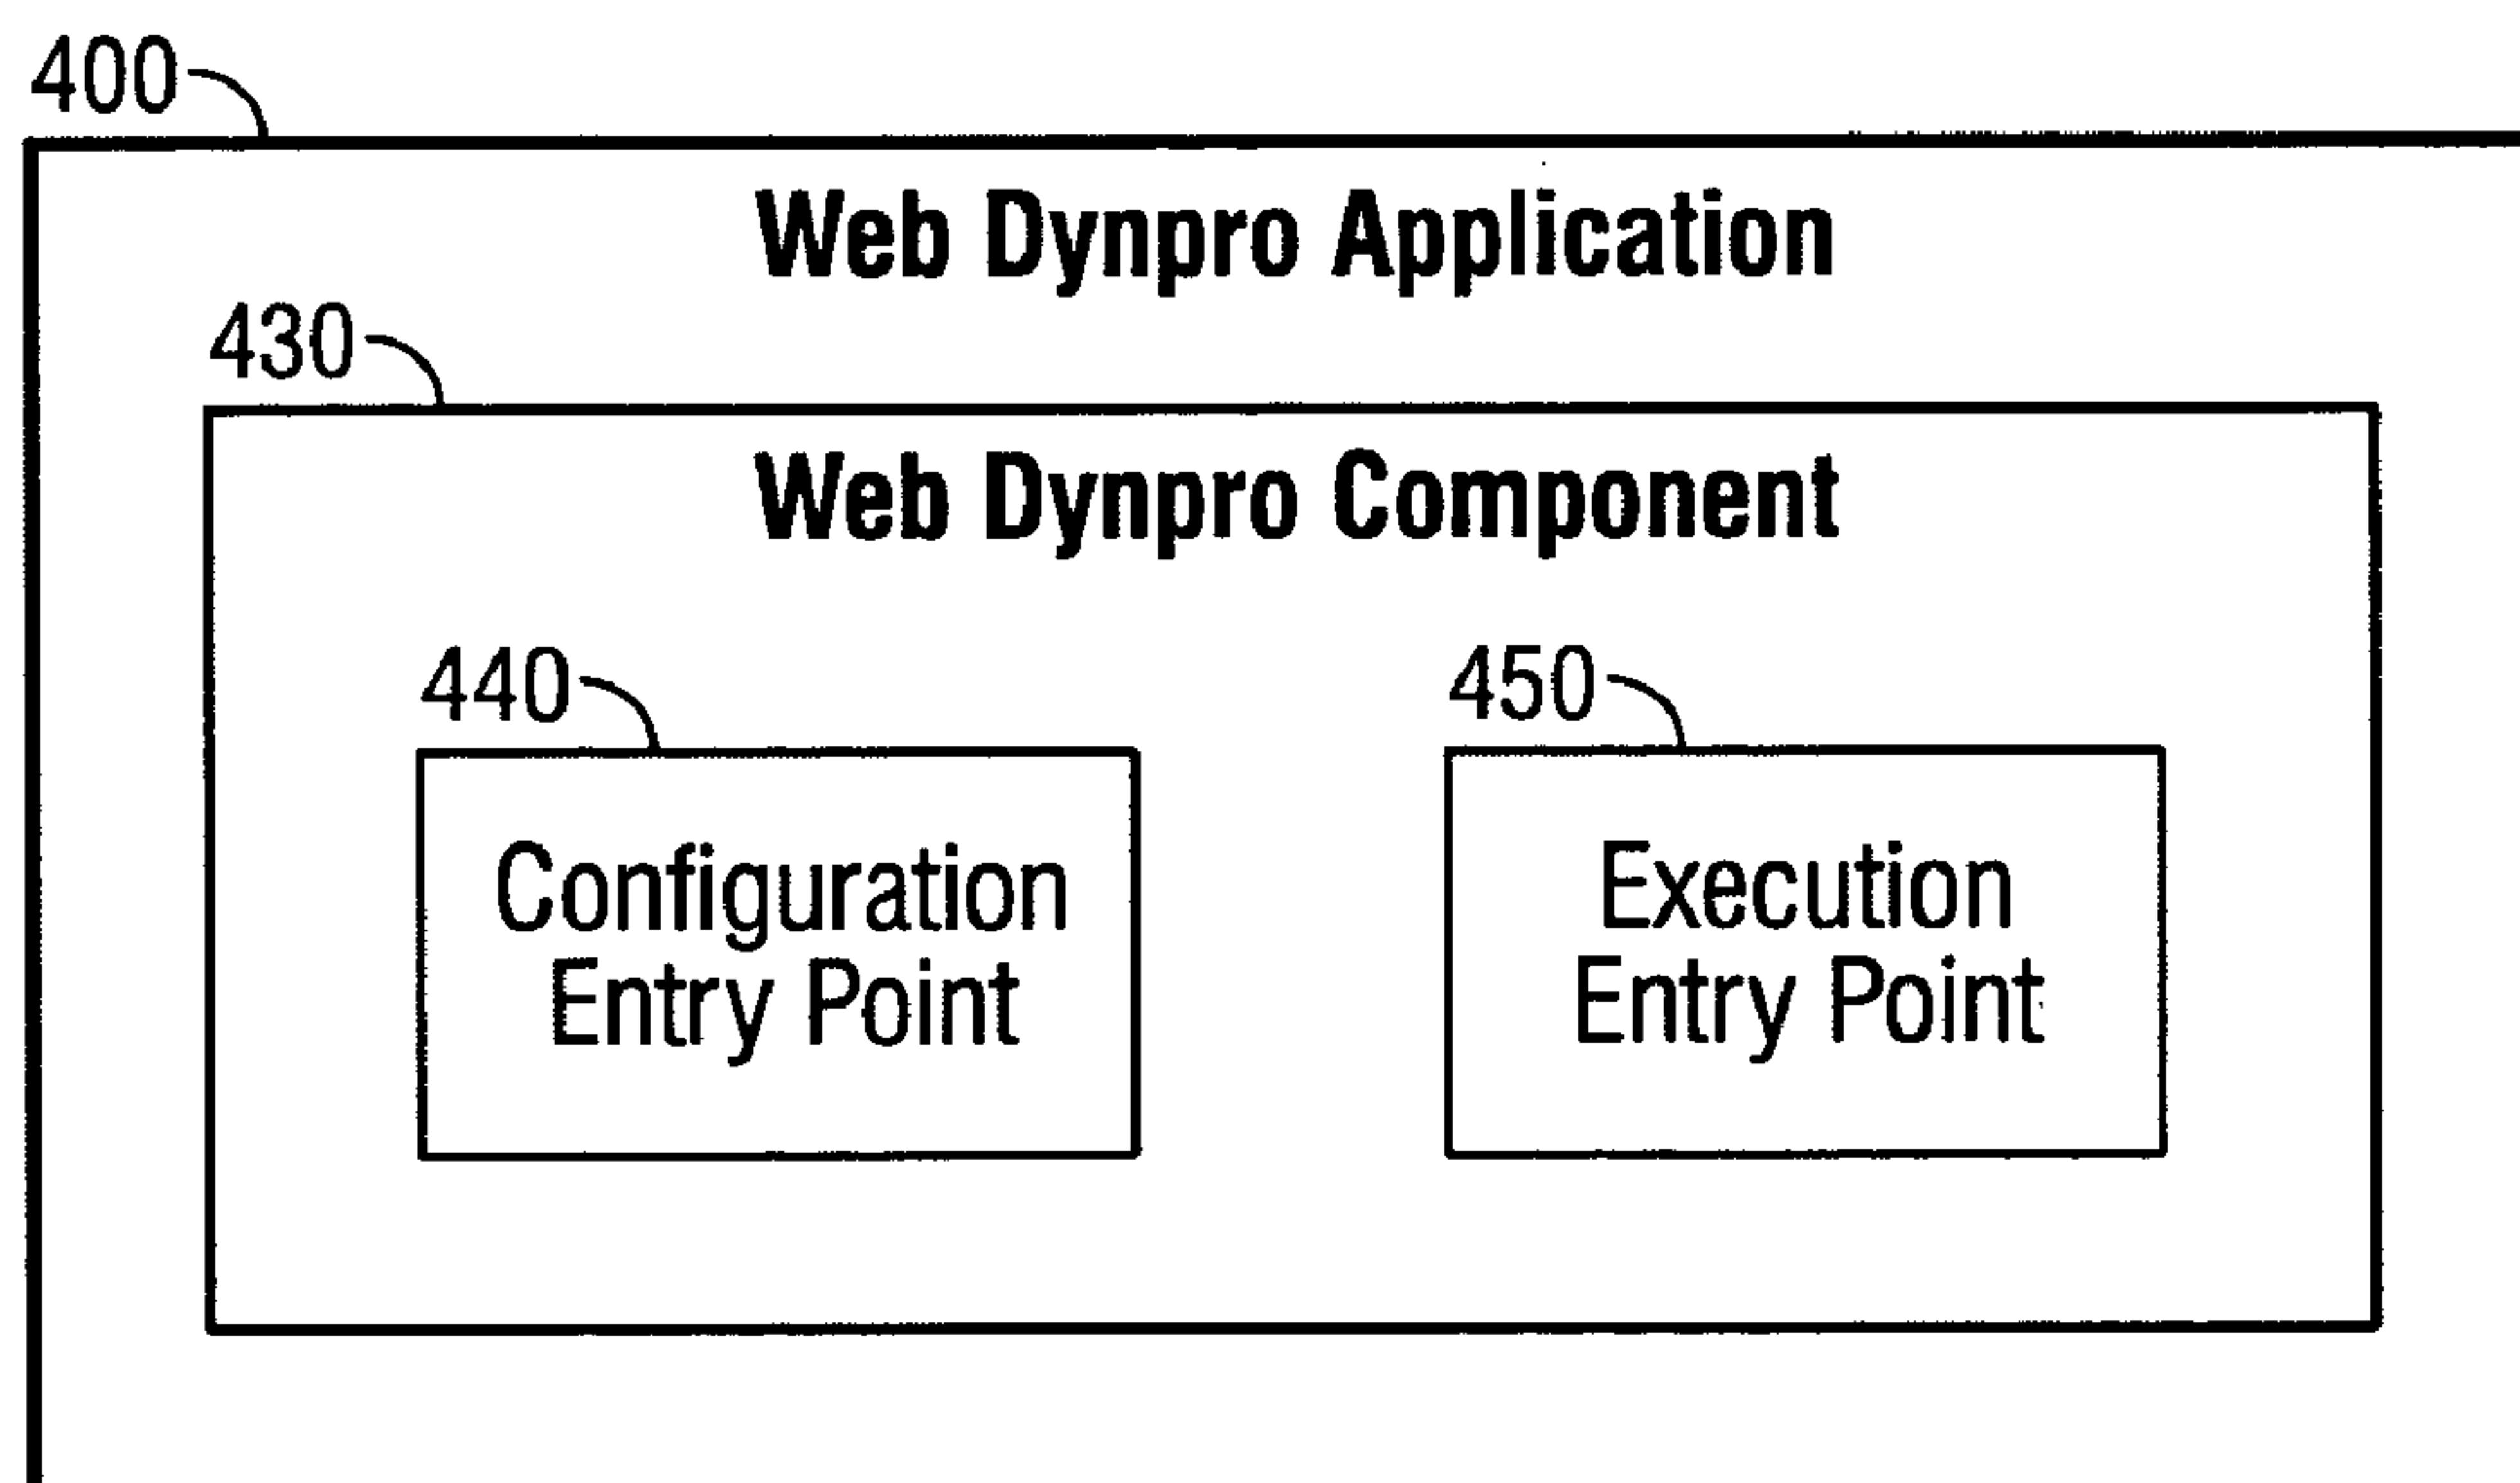 400
Web Dynpro Application
430
Web Dynpro Component
440
450
Configuration
Entry Point
Execution
Entry Point